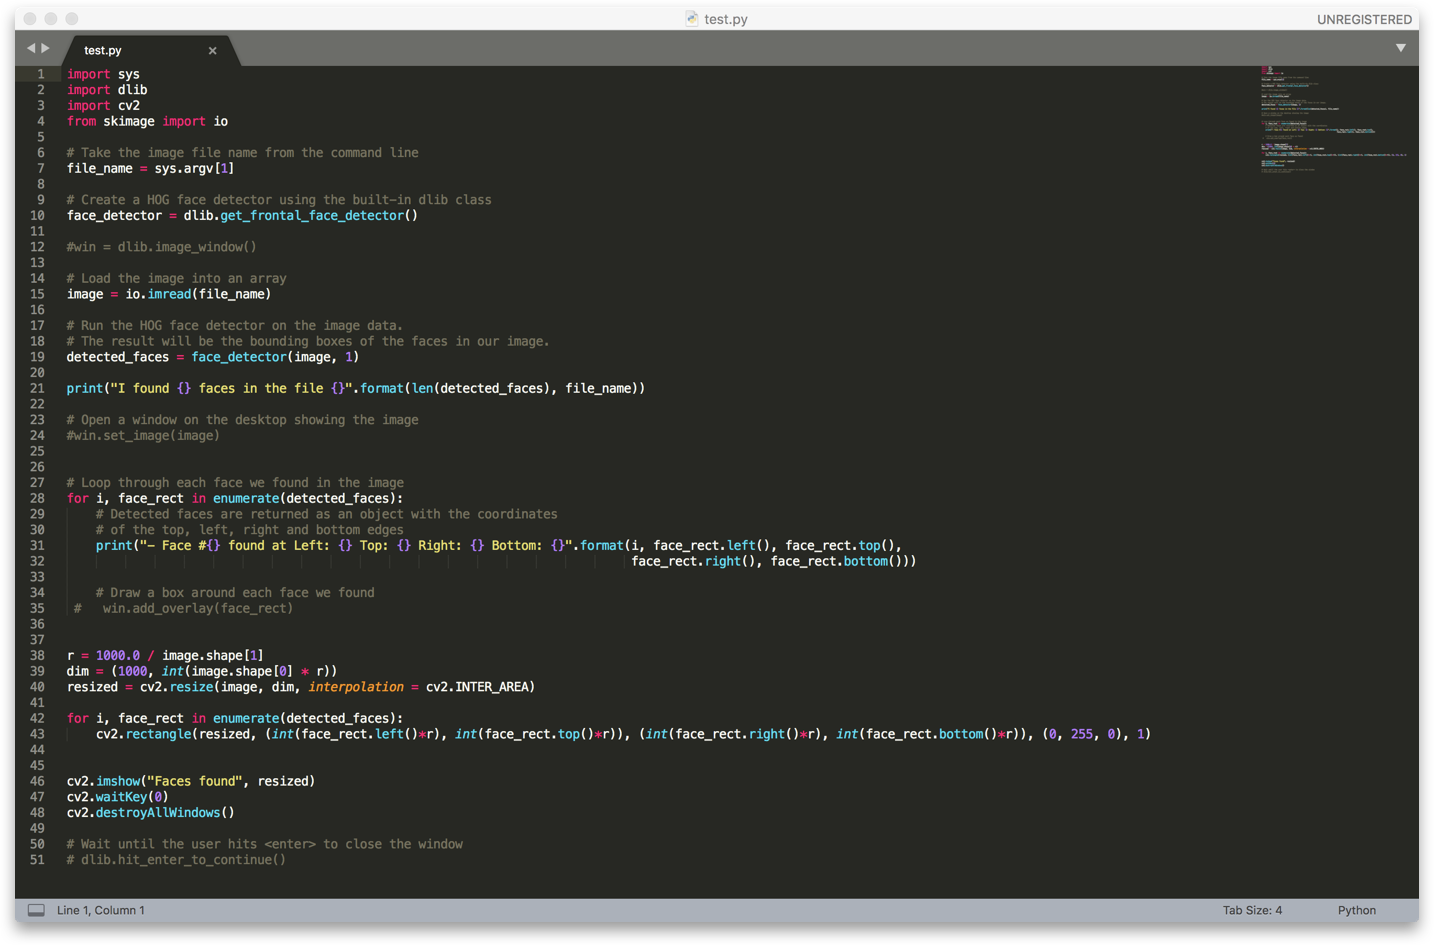 test.py
UNREGISTERED
test.py
1 import sys
2 import dlib
3 import cv2
4 from skimage import io
5
6 # Take the image file name from the command line
7 file_name = sys.argv[1]
8
9 # Create a HOG face detector using the built-in dlib class
10 face_detector = dlib.get_frontal_face_detector()
11
12 #win = dlib.image_window()
13
14 # Load the image into an array
15 image = io.imread(file_name)
16
17 # Run the HOG face detector on the image data.
18 # The result will be the bounding boxes of the faces in our image.
19 detected_faces = face_detector(image, 1)
20
21 print("I found {} faces in the file {}".format(len(detected_faces), file_name))
22
23 # Open a window on the desktop showing the image
24 #win.set_image(image)
25
26
27 # Loop through each face we found in the image
28 for i, face_rect in enumerate(detected_faces):
29     # Detected faces are returned as an object with the coordinates
30     # of the top, left, right and bottom edges
31     print("- Face #{} found at Left: {} Top: {} Right: {} Bottom: {}".format(i, face_rect.left(), face_rect.top(),
32                                                                              face_rect.right(), face_rect.bottom()))
33
34     # Draw a box around each face we found
35  #   win.add_overlay(face_rect)
36
37
38 r = 1000.0 / image.shape[1]
39 dim = (1000, int(image.shape[0] * r))
40 resized = cv2.resize(image, dim, interpolation = cv2.INTER_AREA)
41
42 for i, face_rect in enumerate(detected_faces):
43     cv2.rectangle(resized, (int(face_rect.left()*r), int(face_rect.top()*r)), (int(face_rect.right()*r), int(face_rect.bottom()*r)), (0, 255, 0), 1)
44
45
46 cv2.imshow("Faces found", resized)
47 cv2.waitKey(0)
48 cv2.destroyAllWindows()
49
50 # Wait until the user hits <enter> to close the window
51 # dlib.hit_enter_to_continue()
Line 1, Column 1
Tab Size: 4
Python